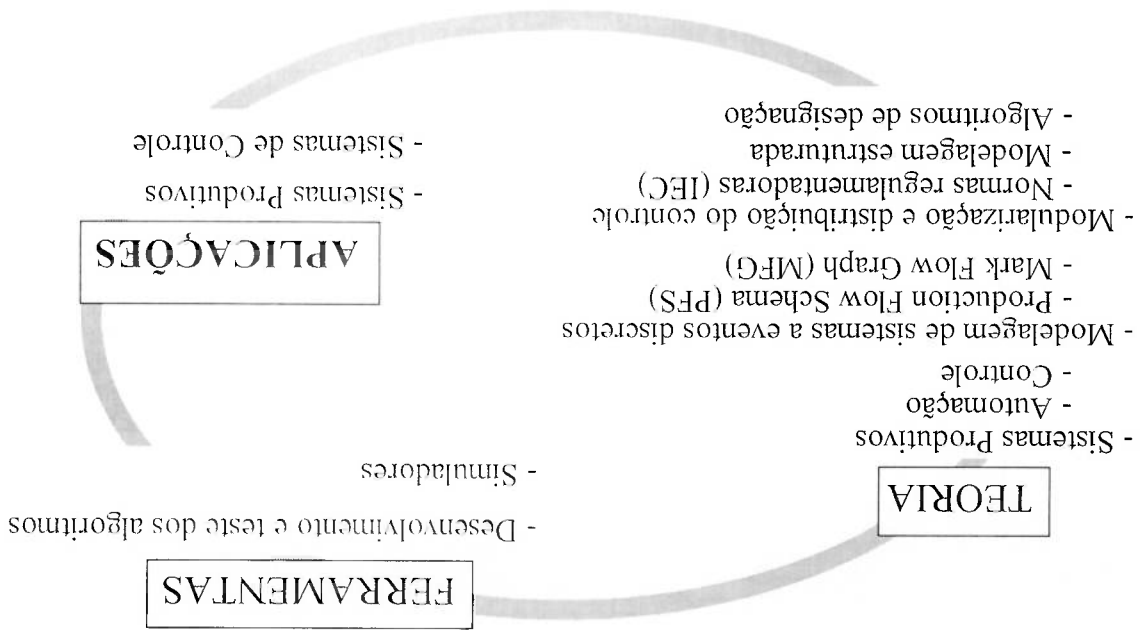 FERRAMENTAS
- Desenvolvimento e teste dos algoritmos
- Simuladores
TEORIA
- Sistemas Produtivos
- Automação
- Controle
- Modelagem de sistemas a eventos discretos
- Production Flow Schema (PFS)
- Mark Flow Graph (MFG)
- Modularização e distribuição do controle
- Normas regulamentadoras (IEC)
- Modelagem estruturada
- Algoritmos de designação
APLICAÇÕES
- Sistemas Produtivos
- Sistemas de Controle